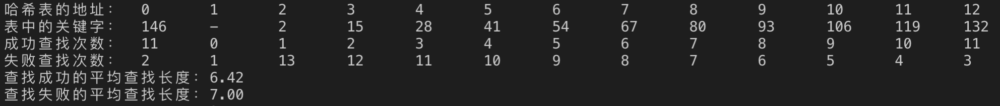 哈希表的地址: 0 1 2 3 4 5 6 7 8 9 10 11 12
表中的关键字: 146 - 2 15 28 41 54 67 80 93 106 119 132
成功查找次数: 11 0 1 2 3 4 5 6 7 8 9 10 11
失败查找次数: 2 1 13 12 11 10 9 8 7 6 5 4 3
查找成功的平均查找长度: 6.42
查找失败的平均查找长度: 7.00